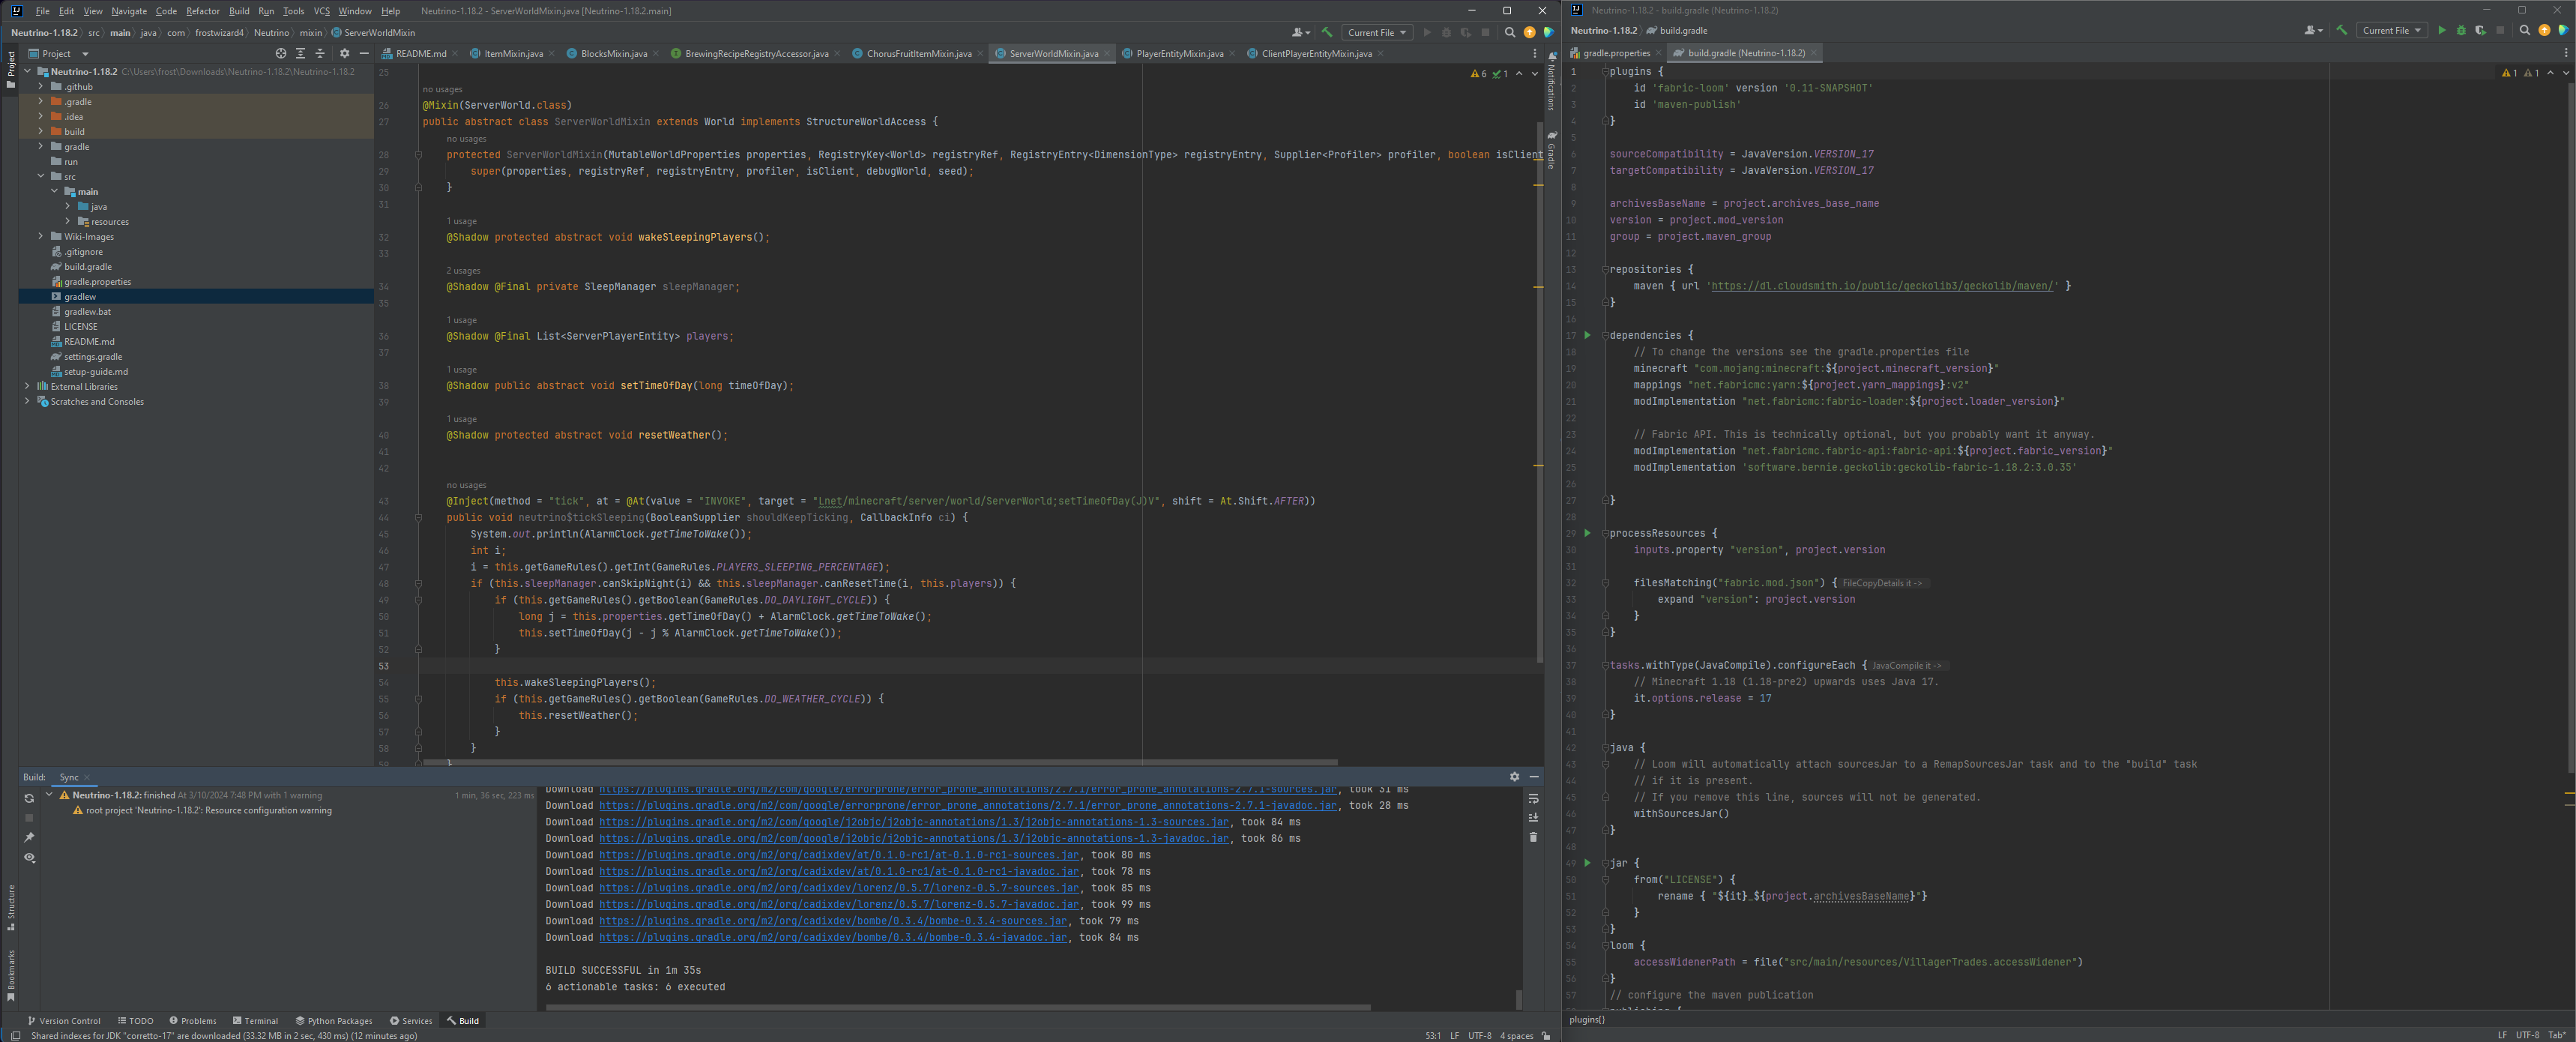 File Edit View Navigate Code Refactor Build Run Tools VCS Window Help Neutrino-1.18.2 - ServerWorldMixin.java [Neutrino-1.18.2.main]
Neutrino-1.18.2 src main java com frostwizard4 Neutrino mixin ServerWorldMixin Current File
Project
README.md ItemMixin.java BlocksMixin.java BrewingRecipeRegistryAccessor.java ChorusFruitItemMixin.java ServerWorldMixin.java PlayerEntityMixin.java ClientPlayerEntityMixin.java
Project
Neutrino-1.18.2 C:\Users\frost\Downloads\Neutrino-1.18.2\Neutrino-1.18.2
.github
.gradle
.idea
build
gradle
run
src
main
java
resources
Wiki-Images
.gitignore
build.gradle
gradle.properties
gradlew
gradlew.bat
LICENSE
README.md
settings.gradle
setup-guide.md
External Libraries
Scratches and Consoles
Structure
Bookmarks
6 1
25
no usages
26 @Mixin(ServerWorld.class)
27 public abstract class ServerWorldMixin extends World implements StructureWorldAccess {
no usages
28 protected ServerWorldMixin(MutableWorldProperties properties, RegistryKey<World> registryRef, RegistryEntry<DimensionType> registryEntry, Supplier<Profiler> profiler, boolean isClient
29 super(properties, registryRef, registryEntry, profiler, isClient, debugWorld, seed);
30 }
31
1 usage
32 @Shadow protected abstract void wakeSleepingPlayers();
33
2 usages
34 @Shadow @Final private SleepManager sleepManager;
35
1 usage
36 @Shadow @Final List<ServerPlayerEntity> players;
37
1 usage
38 @Shadow public abstract void setTimeOfDay(long timeOfDay);
39
1 usage
40 @Shadow protected abstract void resetWeather();
41
42
no usages
43 @Inject(method = "tick", at = @At(value = "INVOKE", target = "Lnet/minecraft/server/world/ServerWorld;setTimeOfDay(J)V", shift = At.Shift.AFTER))
44 public void neutrino$tickSleeping(BooleanSupplier shouldKeepTicking, CallbackInfo ci) {
45 System.out.println(AlarmClock.getTimeToWake());
46 int i;
47 i = this.getGameRules().getInt(GameRules.PLAYERS_SLEEPING_PERCENTAGE);
48 if (this.sleepManager.canSkipNight(i) && this.sleepManager.canResetTime(i, this.players)) {
49 if (this.getGameRules().getBoolean(GameRules.DO_DAYLIGHT_CYCLE)) {
50 long j = this.properties.getTimeOfDay() + AlarmClock.getTimeToWake();
51 this.setTimeOfDay(j - j % AlarmClock.getTimeToWake());
52 }
53
54 this.wakeSleepingPlayers();
55 if (this.getGameRules().getBoolean(GameRules.DO_WEATHER_CYCLE)) {
56 this.resetWeather();
57 }
58 }
59 }
Notifications
Gradle
Build: Sync
Neutrino-1.18.2: finished At 3/10/2024 7:48 PM with 1 warning 1 min, 36 sec, 223 ms
root project 'Neutrino-1.18.2': Resource configuration warning
Download https://plugins.gradle.org/m2/com/google/errorprone/error_prone_annotations/2.7.1/error_prone_annotations-2.7.1-sources.jar, took 31 ms
Download https://plugins.gradle.org/m2/com/google/errorprone/error_prone_annotations/2.7.1/error_prone_annotations-2.7.1-javadoc.jar, took 28 ms
Download https://plugins.gradle.org/m2/com/google/j2objc/j2objc-annotations/1.3/j2objc-annotations-1.3-sources.jar, took 84 ms
Download https://plugins.gradle.org/m2/com/google/j2objc/j2objc-annotations/1.3/j2objc-annotations-1.3-javadoc.jar, took 86 ms
Download https://plugins.gradle.org/m2/org/cadixdev/at/0.1.0-rc1/at-0.1.0-rc1-sources.jar, took 80 ms
Download https://plugins.gradle.org/m2/org/cadixdev/at/0.1.0-rc1/at-0.1.0-rc1-javadoc.jar, took 78 ms
Download https://plugins.gradle.org/m2/org/cadixdev/lorenz/0.5.7/lorenz-0.5.7-sources.jar, took 85 ms
Download https://plugins.gradle.org/m2/org/cadixdev/lorenz/0.5.7/lorenz-0.5.7-javadoc.jar, took 99 ms
Download https://plugins.gradle.org/m2/org/cadixdev/bombe/0.3.4/bombe-0.3.4-sources.jar, took 79 ms
Download https://plugins.gradle.org/m2/org/cadixdev/bombe/0.3.4/bombe-0.3.4-javadoc.jar, took 84 ms
BUILD SUCCESSFUL in 1m 35s
6 actionable tasks: 6 executed
Version Control TODO Problems Terminal Python Packages Services Build
Shared indexes for JDK "corretto-17" are downloaded (33.32 MB in 2 sec, 430 ms) (12 minutes ago) 53:1 LF UTF-8 4 spaces
Neutrino-1.18.2 - build.gradle (Neutrino-1.18.2)
Neutrino-1.18.2 build.gradle Current File
gradle.properties build.gradle (Neutrino-1.18.2)
1 1
1 plugins {
2 id 'fabric-loom' version '0.11-SNAPSHOT'
3 id 'maven-publish'
4 }
5
6 sourceCompatibility = JavaVersion.VERSION_17
7 targetCompatibility = JavaVersion.VERSION_17
8
9 archivesBaseName = project.archives_base_name
10 version = project.mod_version
11 group = project.maven_group
12
13 repositories {
14 maven { url 'https://dl.cloudsmith.io/public/geckolib3/geckolib/maven/' }
15 }
16
17 dependencies {
18 // To change the versions see the gradle.properties file
19 minecraft "com.mojang:minecraft:${project.minecraft_version}"
20 mappings "net.fabricmc:yarn:${project.yarn_mappings}:v2"
21 modImplementation "net.fabricmc:fabric-loader:${project.loader_version}"
22
23 // Fabric API. This is technically optional, but you probably want it anyway.
24 modImplementation "net.fabricmc.fabric-api:fabric-api:${project.fabric_version}"
25 modImplementation 'software.bernie.geckolib:geckolib-fabric-1.18.2:3.0.35'
26
27 }
28
29 processResources {
30 inputs.property "version", project.version
31
32 filesMatching("fabric.mod.json") { FileCopyDetails it ->
33 expand "version": project.version
34 }
35 }
36
37 tasks.withType(JavaCompile).configureEach { JavaCompile it ->
38 // Minecraft 1.18 (1.18-pre2) upwards uses Java 17.
39 it.options.release = 17
40 }
41
42 java {
43 // Loom will automatically attach sourcesJar to a RemapSourcesJar task and to the "build" task
44 // if it is present.
45 // If you remove this line, sources will not be generated.
46 withSourcesJar()
47 }
48
49 jar {
50 from("LICENSE") {
51 rename { "${it}_${project.archivesBaseName}"}
52 }
53 }
54 loom {
55 accessWidenerPath = file("src/main/resources/VillagerTrades.accessWidener")
56 }
57 // configure the maven publication
publishing {
plugins{}
LF UTF-8 Tab*